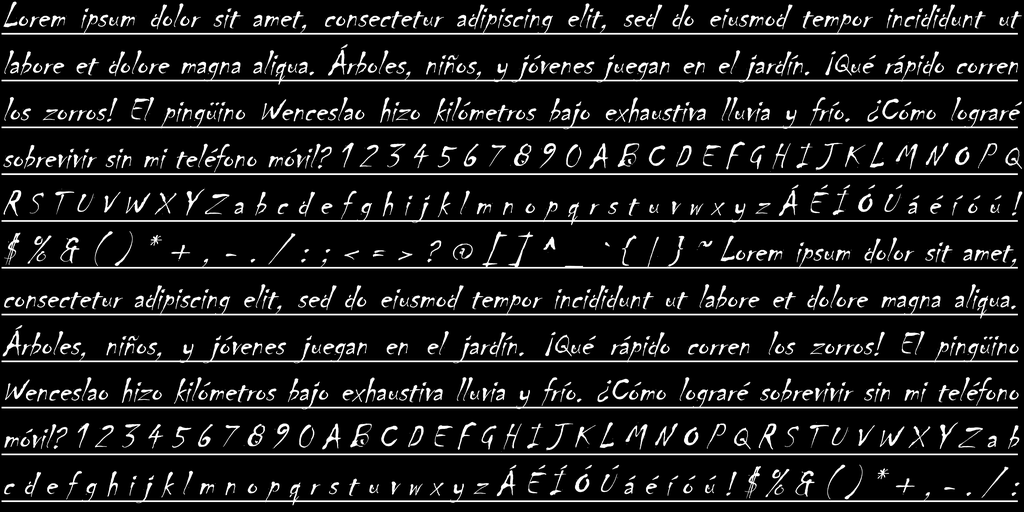 Lorem ipsum dolor sit amet, consectetur adipiscing elit, sed do eiusmod tempor incididunt ut
labore et dolore magna aliqua. Árboles, niños, y jóvenes juegan en el jardín. ¡Qué rápido corren
los zorros! El pingüino Wenceslao hizo kilómetros bajo exhaustiva lluvia y frío. ¿Cómo lograré
sobrevivir sin mi teléfono móvil? 1 2 3 4 5 6 7 8 9 0 A B C D E F G H I J K L M N O P Q
R S T U V W X Y Z a b c d e f g h i j k l m n o p q r s t u v w x y z Á É Í Ó Ú á é í ó ú !
$ % & ( ) * + , - . / : ; < = > ? @ [ ] ^ _ ` { | } ~ Lorem ipsum dolor sit amet,
consectetur adipiscing elit, sed do eiusmod tempor incididunt ut labore et dolore magna aliqua.
Árboles, niños, y jóvenes juegan en el jardín. ¡Qué rápido corren los zorros! El pingüino
Wenceslao hizo kilómetros bajo exhaustiva lluvia y frío. ¿Cómo lograré sobrevivir sin mi teléfono
móvil? 1 2 3 4 5 6 7 8 9 0 A B C D E F G H I J K L M N O P Q R S T U V W X Y Z a b
c d e f g h i j k l m n o p q r s t u v w x y z Á É Í Ó Ú á é í ó ú ! $ % & ( ) * + , - . / :